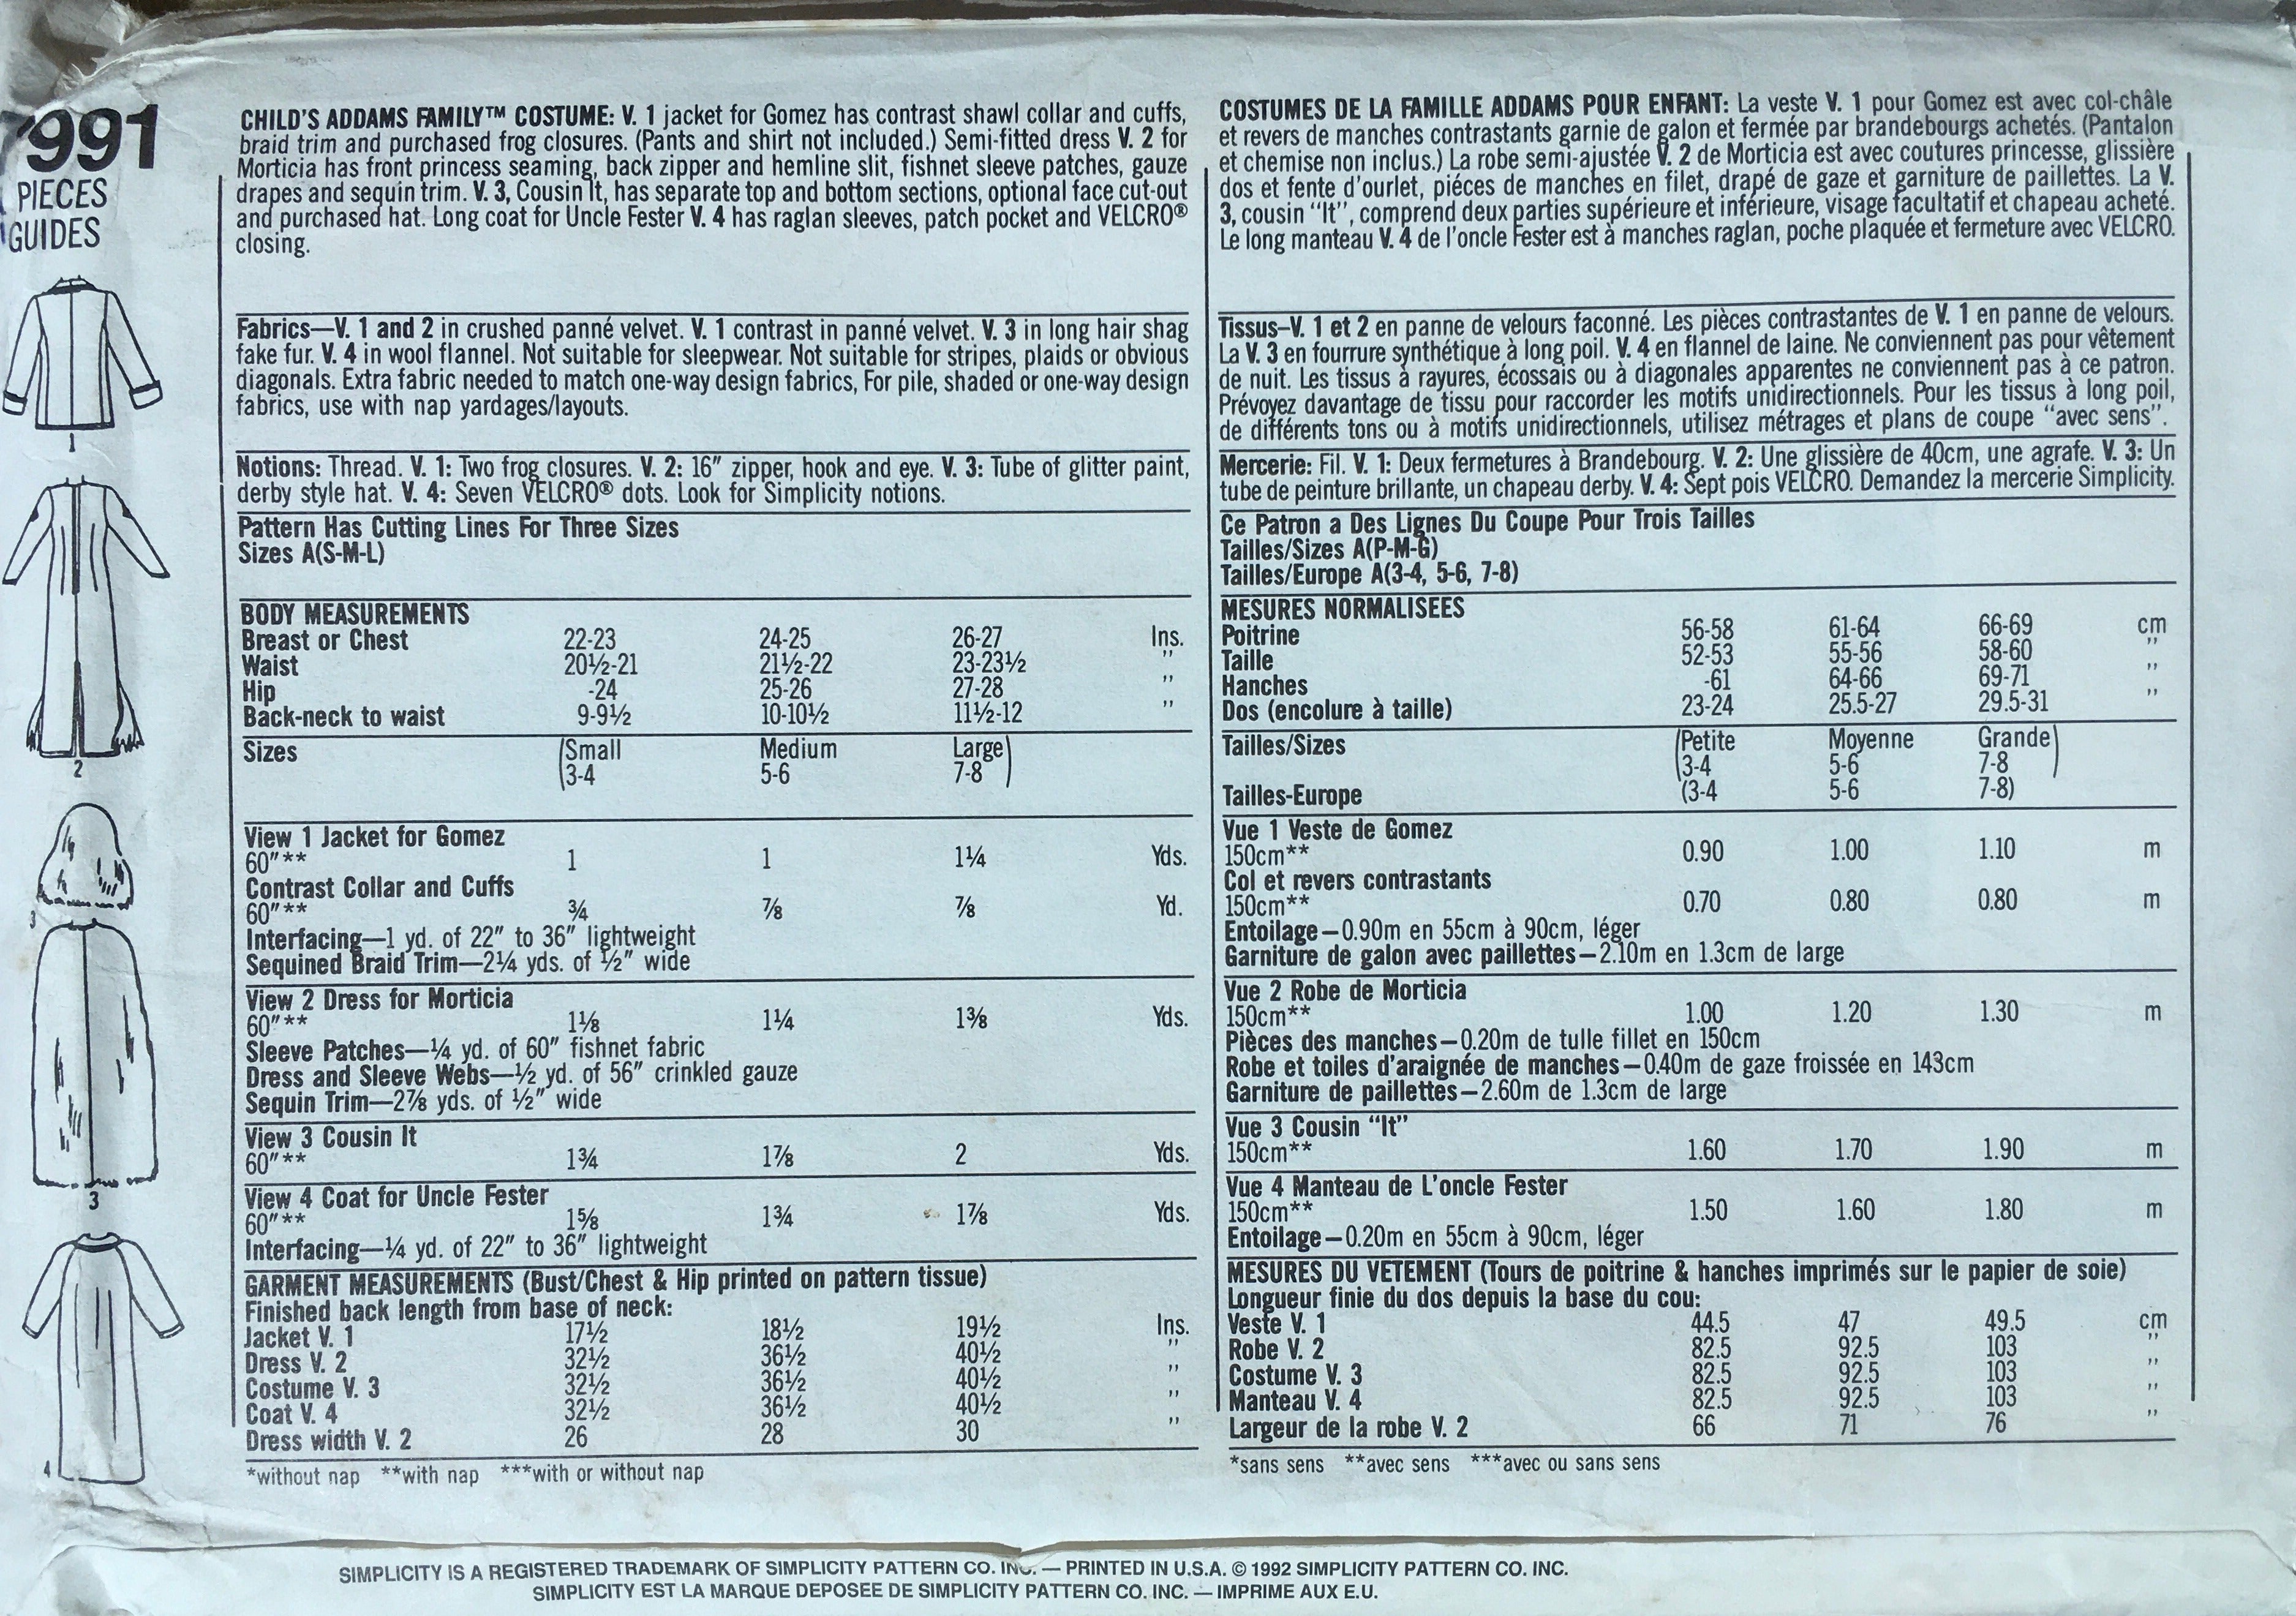 991
PIECES
GUIDES
1
2
3
3
4
CHILD'S ADDAMS FAMILY™ COSTUME: V. 1 jacket for Gomez has contrast shawl collar and cuffs,
braid trim and purchased frog closures. (Pants and shirt not included.) Semi-fitted dress V. 2 for
Morticia has front princess seaming, back zipper and hemline slit, fishnet sleeve patches, gauze
drapes and sequin trim. V. 3, Cousin It, has separate top and bottom sections, optional face cut-out
and purchased hat. Long coat for Uncle Fester V. 4 has raglan sleeves, patch pocket and VELCRO®
closing.
Fabrics—V. 1 and 2 in crushed panné velvet. V. 1 contrast in panné velvet. V. 3 in long hair shag
fake fur. V. 4 in wool flannel. Not suitable for sleepwear. Not suitable for stripes, plaids or obvious
diagonals. Extra fabric needed to match one-way design fabrics, For pile, shaded or one-way design
fabrics, use with nap yardages/layouts.
Notions: Thread. V. 1: Two frog closures. V. 2: 16″ zipper, hook and eye. V. 3: Tube of glitter paint,
derby style hat. V. 4: Seven VELCRO® dots. Look for Simplicity notions.
Pattern Has Cutting Lines For Three Sizes
Sizes A(S-M-L)
BODY MEASUREMENTS
Breast or Chest 22-23 24-25 26-27 Ins.
Waist 20½-21 21½-22 23-23½ ″
Hip -24 25-26 27-28 ″
Back-neck to waist 9-9½ 10-10½ 11½-12 ″
Sizes (Small Medium Large)
(3-4 5-6 7-8)
View 1 Jacket for Gomez
60″** 1 1 1¼ Yds.
Contrast Collar and Cuffs
60″** ¾ ⅞ ⅞ Yd.
Interfacing—1 yd. of 22″ to 36″ lightweight
Sequined Braid Trim—2¼ yds. of ½″ wide
View 2 Dress for Morticia
60″** 1⅛ 1¼ 1⅜ Yds.
Sleeve Patches—¼ yd. of 60″ fishnet fabric
Dress and Sleeve Webs—½ yd. of 56″ crinkled gauze
Sequin Trim—2⅞ yds. of ½″ wide
View 3 Cousin It
60″** 1¾ 1⅞ 2 Yds.
View 4 Coat for Uncle Fester
60″** 1⅝ 1¾ 1⅞ Yds.
Interfacing—¼ yd. of 22″ to 36″ lightweight
GARMENT MEASUREMENTS (Bust/Chest & Hip printed on pattern tissue)
Finished back length from base of neck:
Jacket V. 1 17½ 18½ 19½ Ins.
Dress V. 2 32½ 36½ 40½ ″
Costume V. 3 32½ 36½ 40½ ″
Coat V. 4 32½ 36½ 40½ ″
Dress width V. 2 26 28 30 ″
*without nap **with nap ***with or without nap
COSTUMES DE LA FAMILLE ADDAMS POUR ENFANT: La veste V. 1 pour Gomez est avec col-châle
et revers de manches contrastants garnie de galon et fermée par brandebourgs achetés. (Pantalon
et chemise non inclus.) La robe semi-ajustée V. 2 de Morticia est avec coutures princesse, glissière
dos et fente d'ourlet, piéces de manches en filet, drapé de gaze et garniture de paillettes. La V.
3, cousin "It", comprend deux parties supérieure et inférieure, visage facultatif et chapeau acheté.
Le long manteau V. 4 de l'oncle Fester est à manches raglan, poche plaquée et fermeture avec VELCRO.
Tissus–V. 1 et 2 en panne de velours faconné. Les pièces contrastantes de V. 1 en panne de velours.
La V. 3 en fourrure synthétique à long poil. V. 4 en flannel de laine. Ne conviennent pas pour vêtement
de nuit. Les tissus à rayures, écossais ou à diagonales apparentes ne conviennent pas à ce patron.
Prévoyez davantage de tissu pour raccorder les motifs unidirectionnels. Pour les tissus à long poil,
de différents tons ou à motifs unidirectionnels, utilisez métrages et plans de coupe "avec sens".
Mercerie: Fil. V. 1: Deux fermetures à Brandebourg. V. 2: Une glissière de 40cm, une agrafe. V. 3: Un
tube de peinture brillante, un chapeau derby. V. 4: Sept pois VELCRO. Demandez la mercerie Simplicity.
Ce Patron a Des Lignes Du Coupe Pour Trois Tailles
Tailles/Sizes A(P-M-G)
Tailles/Europe A(3-4, 5-6, 7-8)
MESURES NORMALISEES
Poitrine 56-58 61-64 66-69 cm
Taille 52-53 55-56 58-60 ″
Hanches -61 64-66 69-71 ″
Dos (encolure à taille) 23-24 25.5-27 29.5-31 ″
Tailles/Sizes (Petite Moyenne Grande)
(3-4 5-6 7-8)
Tailles-Europe (3-4 5-6 7-8)
Vue 1 Veste de Gomez
150cm** 0.90 1.00 1.10 m
Col et revers contrastants
150cm** 0.70 0.80 0.80 m
Entoilage–0.90m en 55cm à 90cm, léger
Garniture de galon avec paillettes–2.10m en 1.3cm de large
Vue 2 Robe de Morticia
150cm** 1.00 1.20 1.30 m
Pièces des manches–0.20m de tulle fillet en 150cm
Robe et toiles d'araignée de manches–0.40m de gaze froissée en 143cm
Garniture de paillettes–2.60m de 1.3cm de large
Vue 3 Cousin "It"
150cm** 1.60 1.70 1.90 m
Vue 4 Manteau de L'oncle Fester
150cm** 1.50 1.60 1.80 m
Entoilage–0.20m en 55cm à 90cm, léger
MESURES DU VETEMENT (Tours de poitrine & hanches imprimés sur le papier de soie)
Longueur finie du dos depuis la base du cou:
Veste V. 1 44.5 47 49.5 cm
Robe V. 2 82.5 92.5 103 ″
Costume V. 3 82.5 92.5 103 ″
Manteau V. 4 82.5 92.5 103 ″
Largeur de la robe V. 2 66 71 76 ″
*sans sens **avec sens ***avec ou sans sens
SIMPLICITY IS A REGISTERED TRADEMARK OF SIMPLICITY PATTERN CO. INC. — PRINTED IN U.S.A. © 1992 SIMPLICITY PATTERN CO. INC.
SIMPLICITY EST LA MARQUE DEPOSEE DE SIMPLICITY PATTERN CO. INC. — IMPRIME AUX E.U.